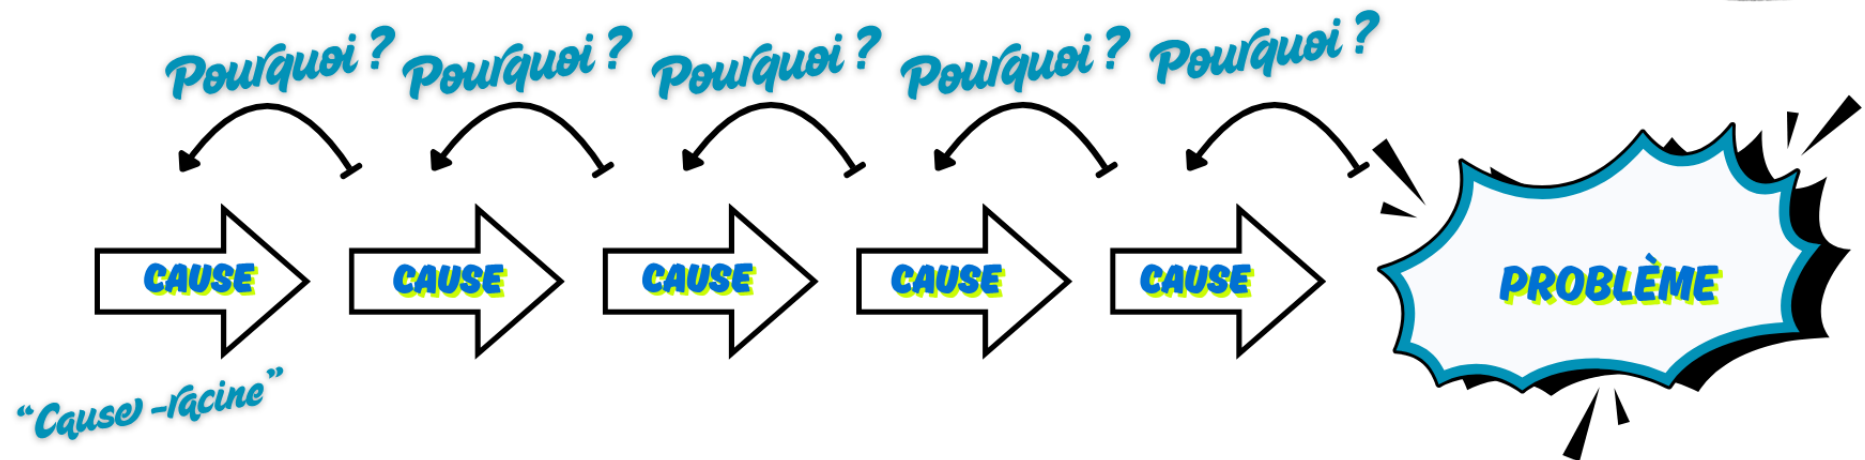 Pourquoi ? Pourquoi ? Pourquoi ? Pourquoi ? Pourquoi ?
CAUSE CAUSE CAUSE CAUSE CAUSE PROBLÈME
“Cause -racine”